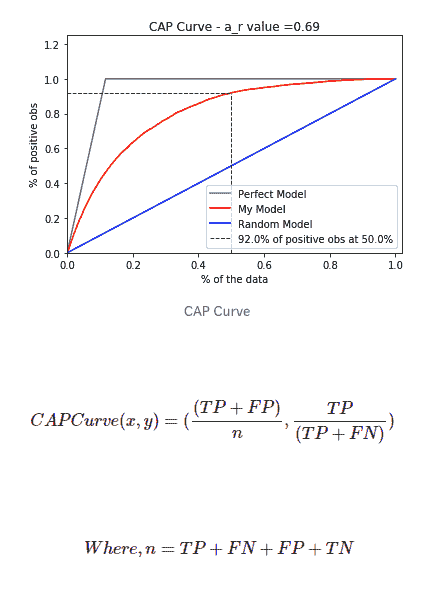 CAP Curve - a_r value =0.69
1.2
1.0
0.8
0.6
0.4
0.2
0.0
% of positive obs
Perfect Model
My Model
Random Model
92.0% of positive obs at 50.0%
0.0 0.2 0.4 0.6 0.8 1.0
% of the data
CAP Curve
CAPCurve(x, y) = ((TP + FP)/n, TP/(TP + FN))
Where, n = TP + FN + FP + TN